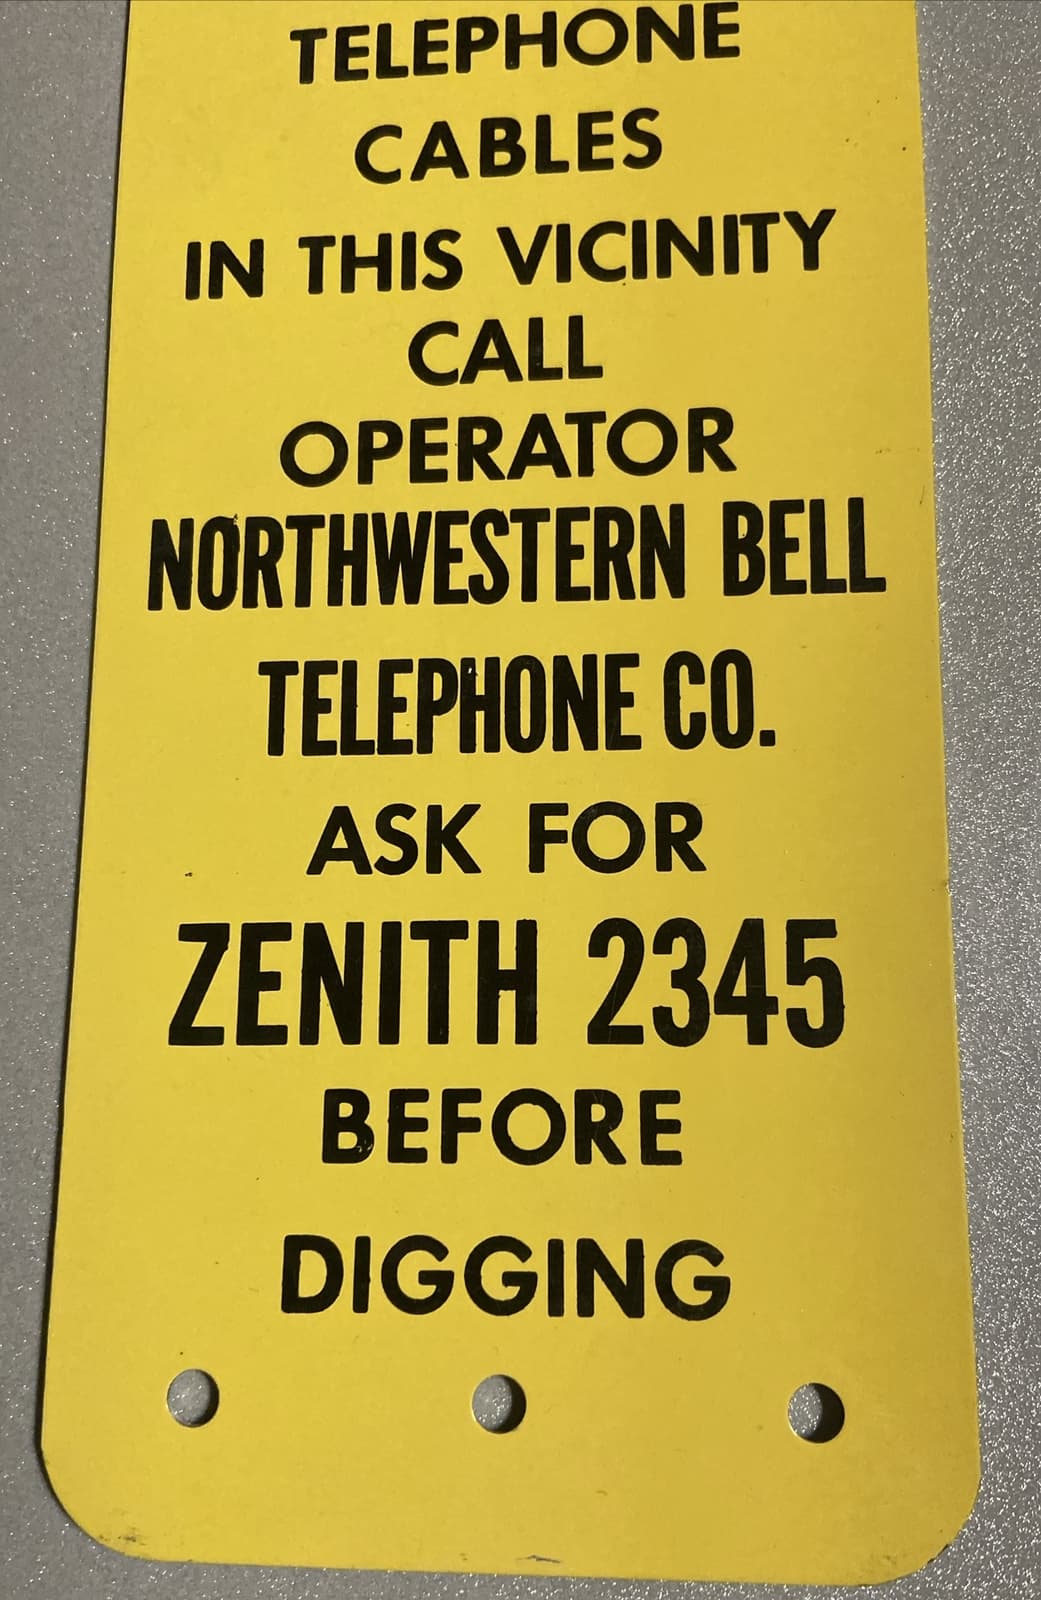 TELEPHONE
CABLES
IN THIS VICINITY
CALL
OPERATOR
NORTHWESTERN BELL
TELEPHONE CO.
ASK FOR
ZENITH 2345
BEFORE
DIGGING